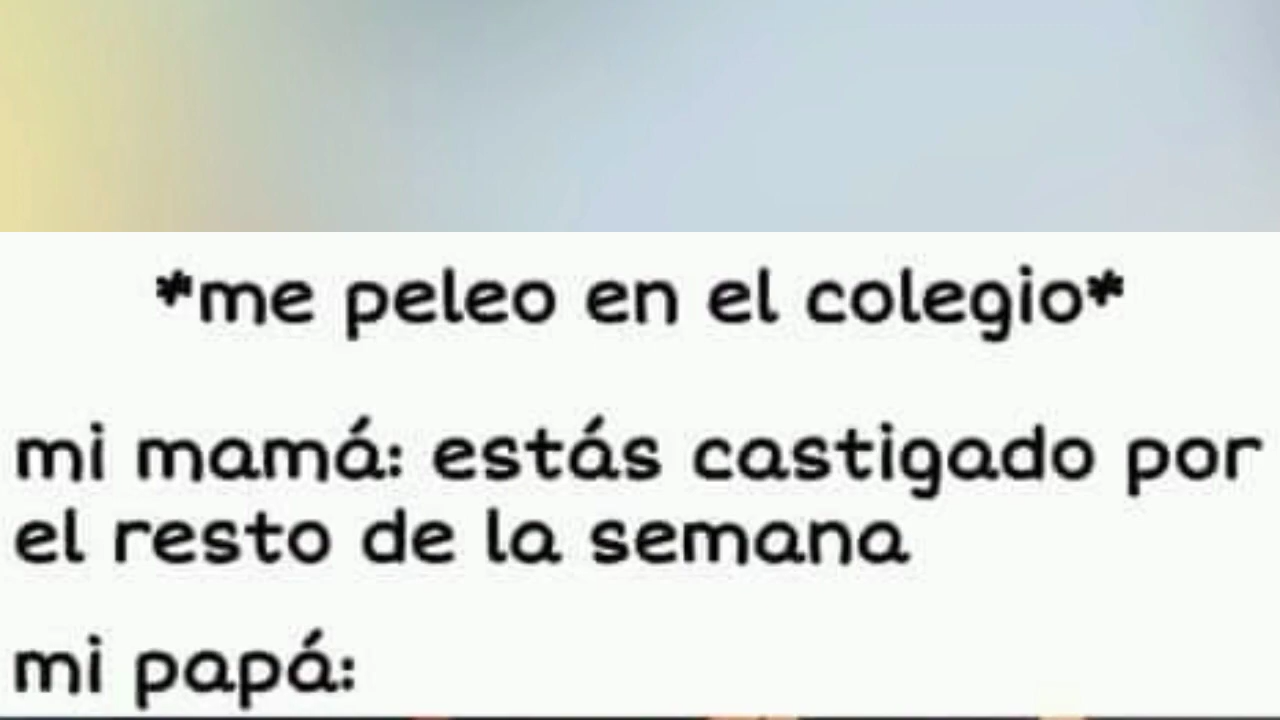 *me peleo en el colegio*
mi mamá: estás castigado por
el resto de la semana
mi papá: